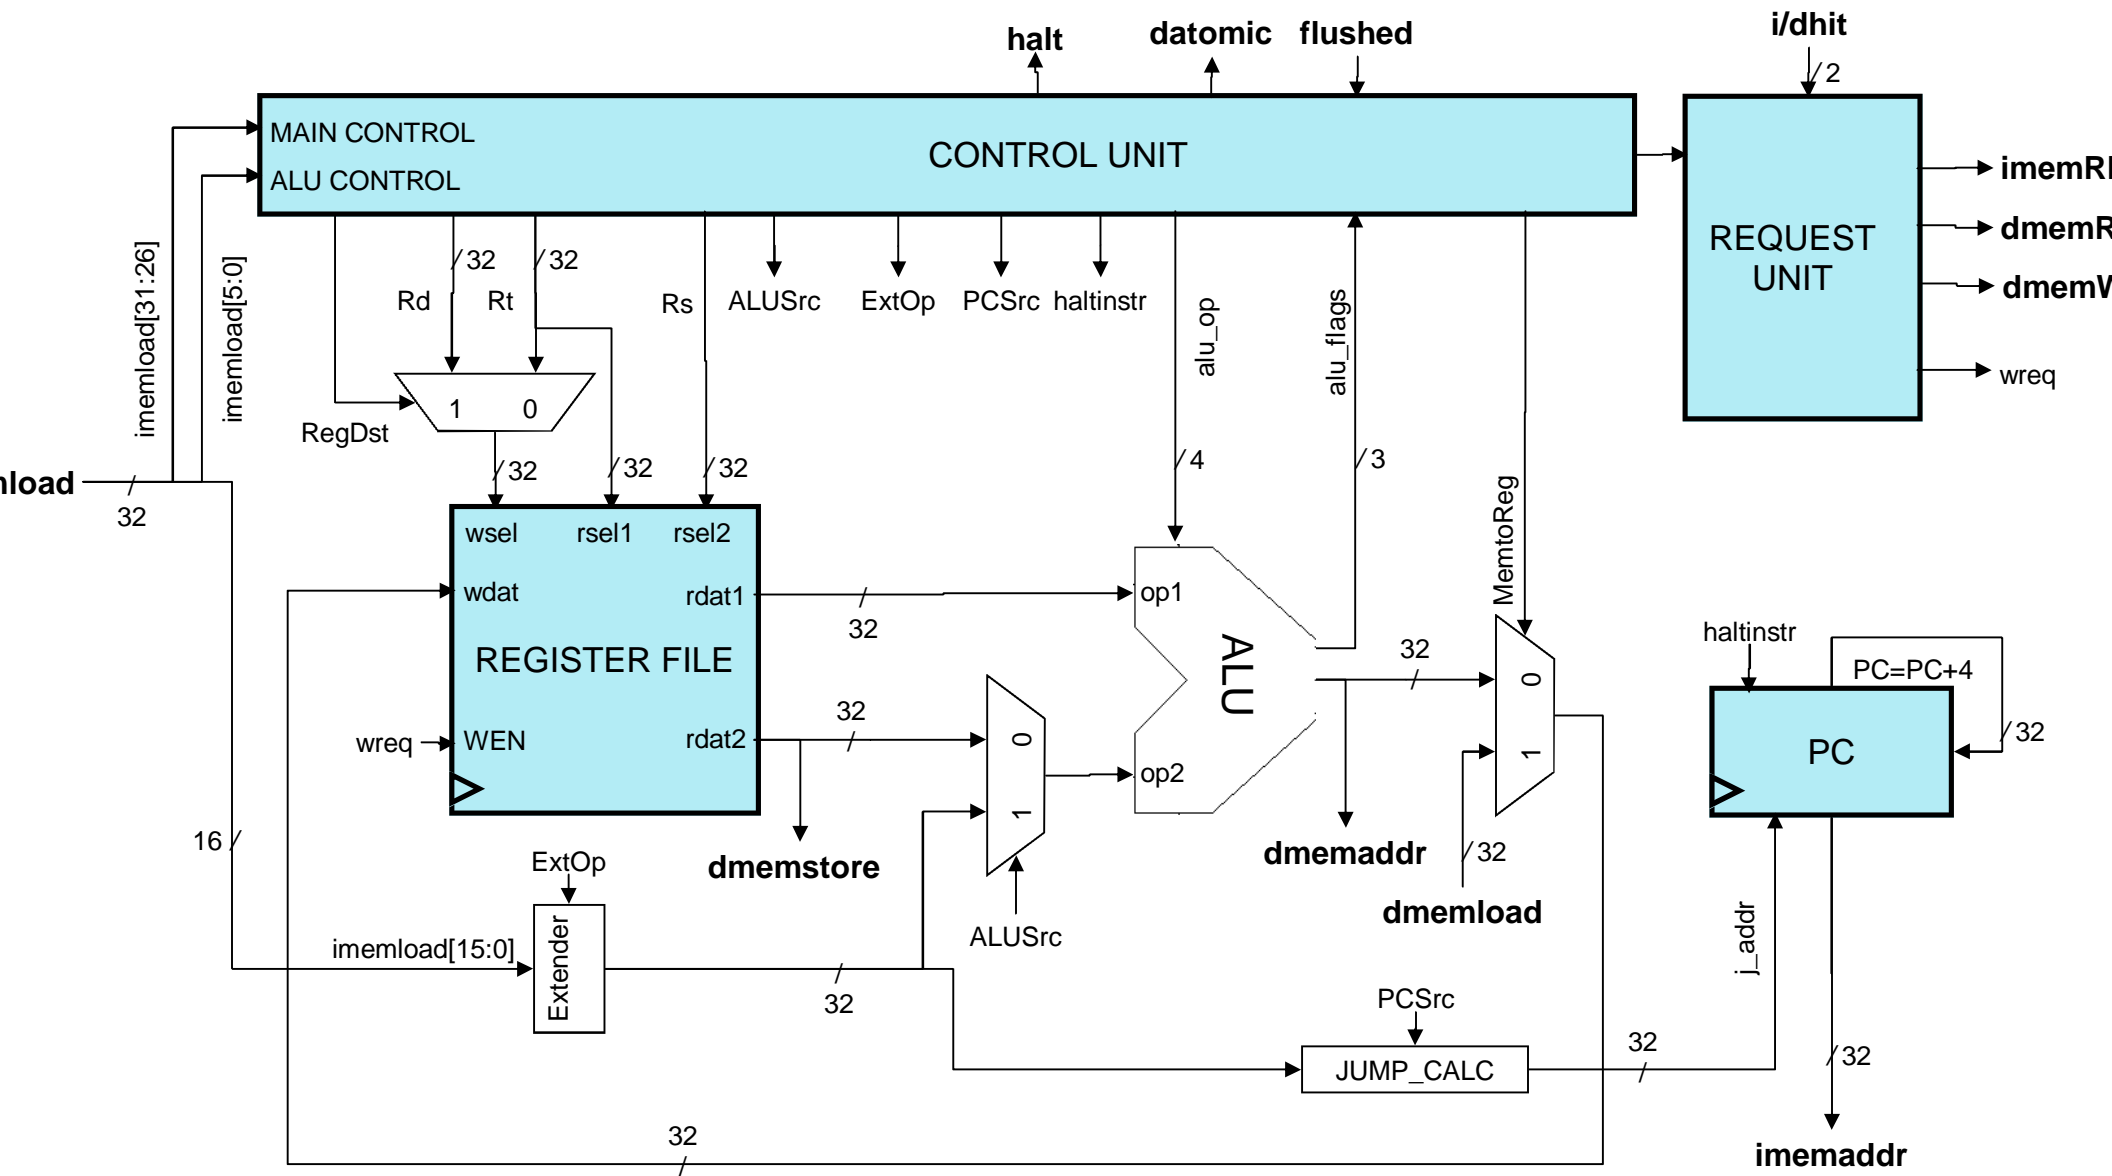 halt
datomic
flushed
i/dhit
2
MAIN CONTROL
ALU CONTROL
CONTROL UNIT
REQUEST
UNIT
imemR
dmemR
dmemW
wreq
imemload[31:26]
imemload[5:0]
32
32
Rd
Rt
Rs
ALUSrc
ExtOp
PCSrc
haltinstr
alu_op
alu_flags
1
0
RegDst
32
32
32
4
3
MemtoReg
nload
32
wsel
rsel1
rsel2
wdat
rdat1
32
REGISTER FILE
wreq
WEN
rdat2
32
0
1
op1
op2
ALU
32
0
1
haltinstr
PC=PC+4
32
PC
16
ExtOp
dmemstore
dmemaddr
32
dmemload
ALUSrc
imemload[15:0]
Extender
32
PCSrc
JUMP_CALC
32
j_addr
32
32
imemaddr